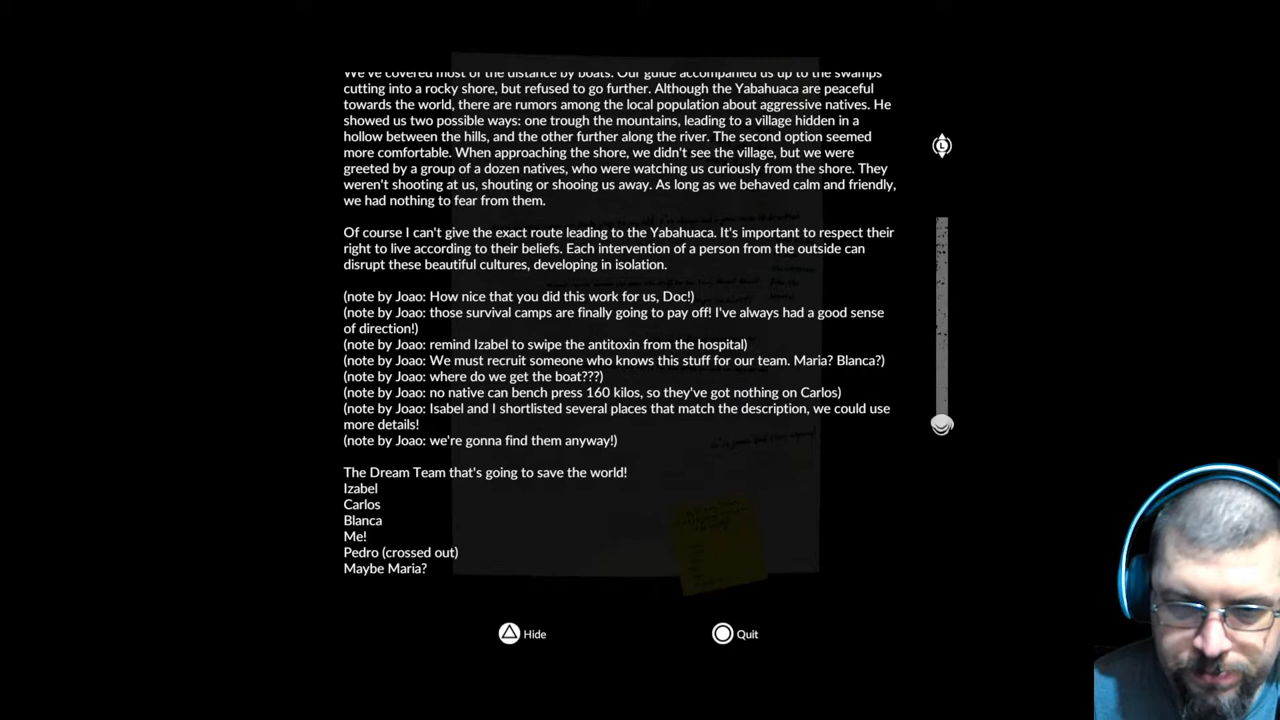 We've covered most of the distance by boats. Our guide accompanied us up to the swamps
cutting into a rocky shore, but refused to go further. Although the Yabahuaca are peaceful
towards the world, there are rumors among the local population about aggressive natives. He
showed us two possible ways: one trough the mountains, leading to a village hidden in a
hollow between the hills, and the other further along the river. The second option seemed
more comfortable. When approaching the shore, we didn't see the village, but we were
greeted by a group of a dozen natives, who were watching us curiously from the shore. They
weren't shooting at us, shouting or shooing us away. As long as we behaved calm and friendly,
we had nothing to fear from them.
Of course I can't give the exact route leading to the Yabahuaca. It's important to respect their
right to live according to their beliefs. Each intervention of a person from the outside can
disrupt these beautiful cultures, developing in isolation.
(note by Joao: How nice that you did this work for us, Doc!)
(note by Joao: those survival camps are finally going to pay off! I've always had a good sense
of direction!)
(note by Joao: remind Izabel to swipe the antitoxin from the hospital)
(note by Joao: We must recruit someone who knows this stuff for our team. Maria? Blanca?)
(note by Joao: where do we get the boat???)
(note by Joao: no native can bench press 160 kilos, so they've got nothing on Carlos)
(note by Joao: Isabel and I shortlisted several places that match the description, we could use
more details!
(note by Joao: we're gonna find them anyway!)
The Dream Team that's going to save the world!
Izabel
Carlos
Blanca
Me!
Pedro (crossed out)
Maybe Maria?
L
Hide
Quit